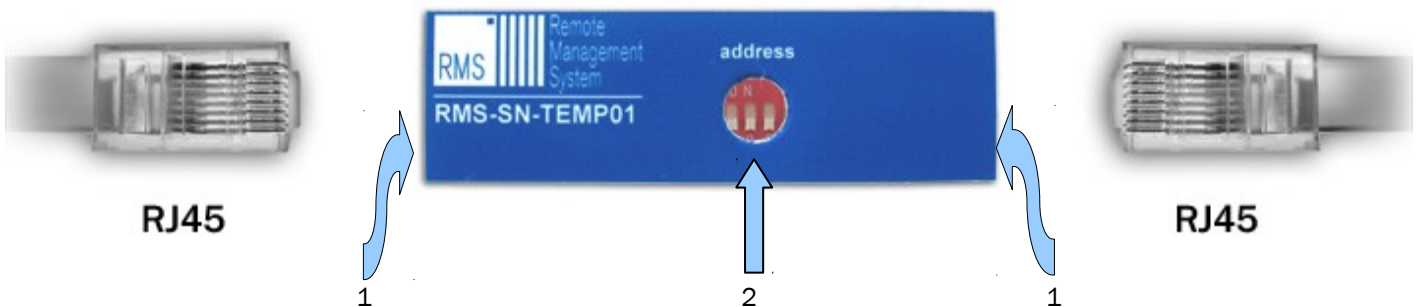 RMS
Remote
Management
System
RMS-SN-TEMP01
address
RJ45
RJ45
1
2
1